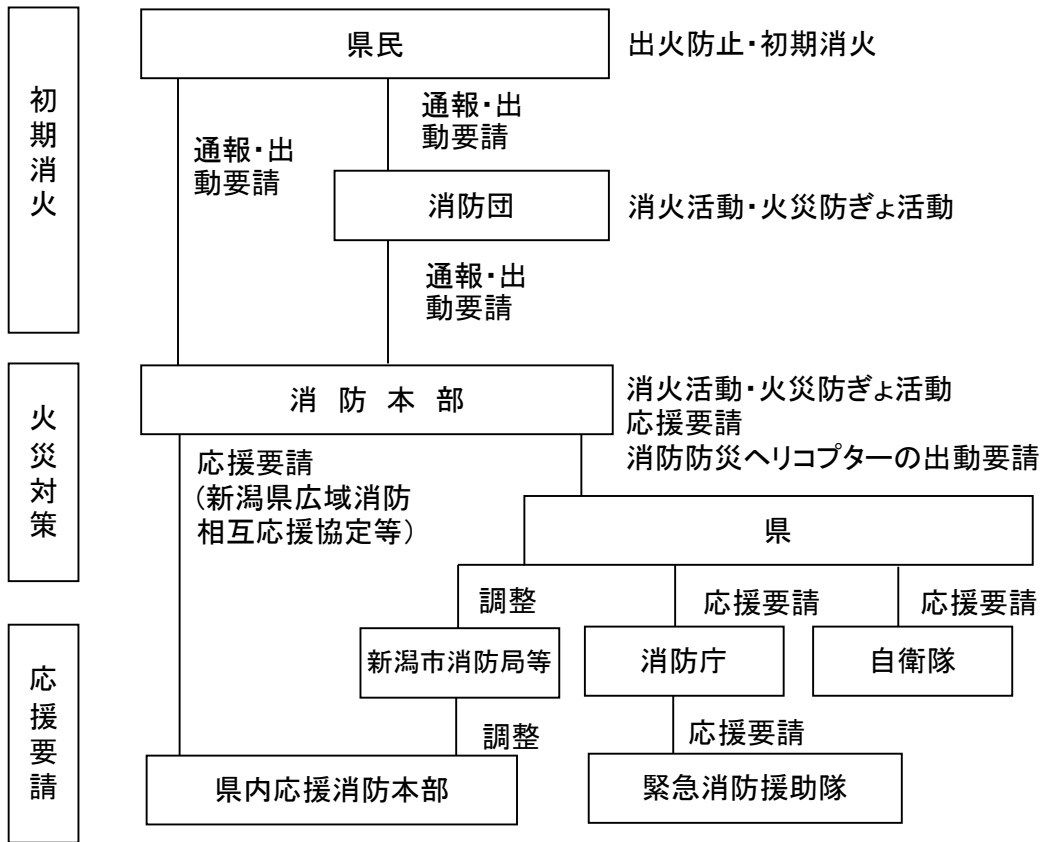 初期消火
県民
出火防止・初期消火
通報・出
動要請
通報・出
動要請
消防団
消火活動・火災防ぎょ活動
通報・出
動要請
火災対策
消 防 本 部
消火活動・火災防ぎょ活動
応援要請
消防防災ヘリコプターの出動要請
応援要請
(新潟県広域消防
相互応援協定等)
県
調整
応援要請
応援要請
応援要請
新潟市消防局等
消防庁
自衛隊
調整
応援要請
県内応援消防本部
緊急消防援助隊